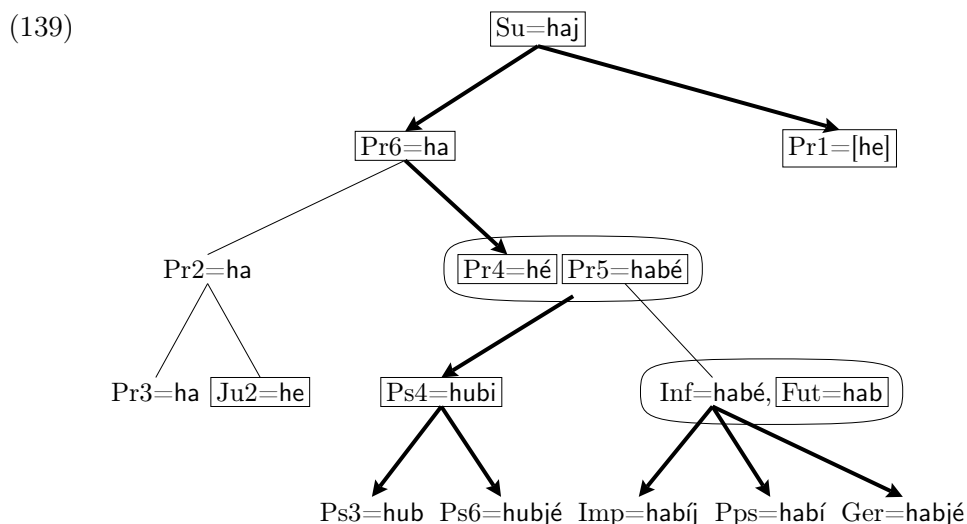 (139)
Su=haj
Pr6=ha Pr1=[he]
Pr2=ha Pr4=hé Pr5=habé
Pr3=ha Ju2=he Ps4=hubi Inf=habé, Fut=hab
Ps3=hub Ps6=hubjé Imp=habíj Pps=habí Ger=habjé